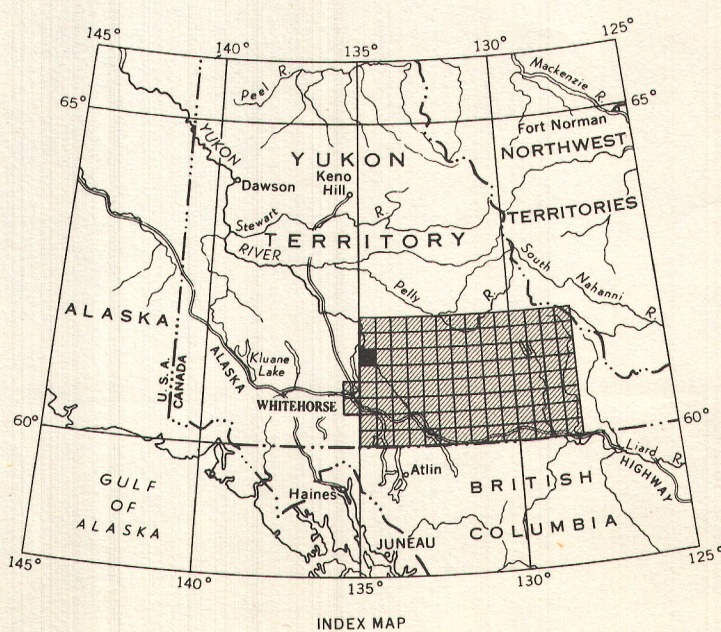 145°
140°
135°
130°
125°
Mackenzie R.
Peel R.
65°
65°
Fort Norman
NORTHWEST
YUKON
YUKON
Keno
Hill
Dawson
TERRITORIES
Stewart R.
TERRITORY
RIVER
South Nahanni R.
Pelly R.
ALASKA
Kluane
Lake
ALASKA
U.S.A.
CANADA
WHITEHORSE
60°
60°
Liard R.
HIGHWAY
Atlin
BRITISH
COLUMBIA
GULF
OF
ALASKA
Haines
JUNEAU
145°
140°
135°
130°
125°
INDEX MAP